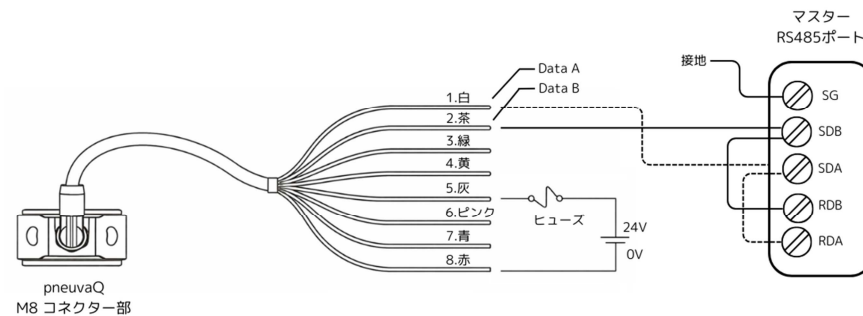 マスター
RS485ポート
接地
SG
SDB
SDA
RDB
RDA
Data A
Data B
1.白
2.茶
3.緑
4.黄
5.灰
6.ピンク
7.青
8.赤
ヒューズ
24V
0V
pneuvaQ
M8 コネクター部